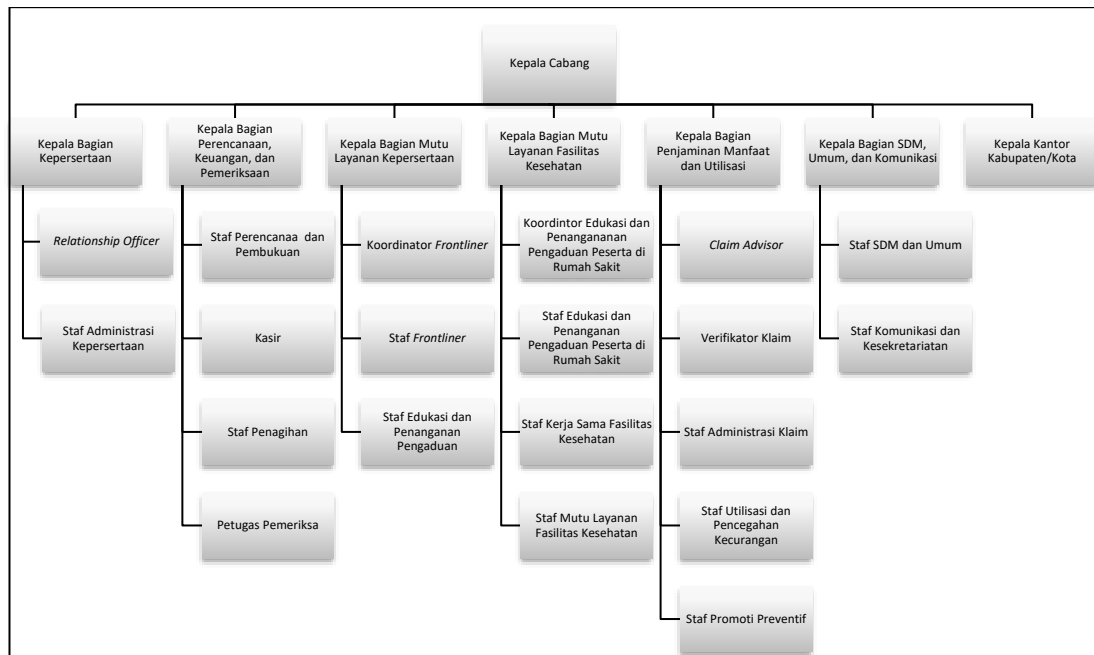 Kepala Cabang
Kepala Bagian
Kepersertaan
Kepala Bagian
Perencanaan,
Keuangan, dan
Pemeriksaan
Kepala Bagian Mutu
Layanan Kepersertaan
Kepala Bagian Mutu
Layanan Fasilitas
Kesehatan
Kepala Bagian
Penjaminan Manfaat
dan Utilisasi
Kepala Bagian SDM,
Umum, dan Komunikasi
Kepala Kantor
Kabupaten/Kota
Relationship Officer
Staf Administrasi
Kepersertaan
Staf Perencanaa dan
Pembukuan
Kasir
Staf Penagihan
Petugas Pemeriksa
Koordinator Frontliner
Staf Frontliner
Staf Edukasi dan
Penanganan
Pengaduan
Koordintor Edukasi dan
Penangananan
Pengaduan Peserta di
Rumah Sakit
Staf Edukasi dan
Penanganan
Pengaduan Peserta di
Rumah Sakit
Staf Kerja Sama Fasilitas
Kesehatan
Staf Mutu Layanan
Fasilitas Kesehatan
Claim Advisor
Verifikator Klaim
Staf Administrasi Klaim
Staf Utilisasi dan
Pencegahan
Kecurangan
Staf Promoti Preventif
Staf SDM dan Umum
Staf Komunikasi dan
Kesekretariatan